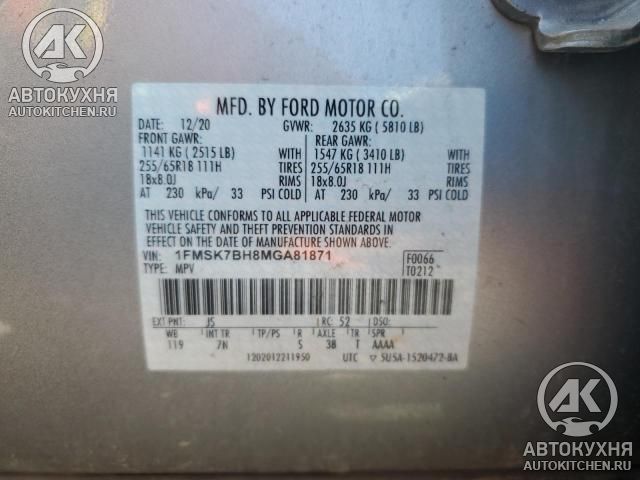 АВТОКУХНЯ
AUTOKITCHEN.RU
MFD. BY FORD MOTOR CO.
DATE: 12/20 GVWR: 2635 KG ( 5810 LB)
FRONT GAWR: REAR GAWR:
1141 KG ( 2515 LB) WITH 1547 KG ( 3410 LB) WITH
255/65R18 111H TIRES 255/65R18 111H TIRES
18x8.0J RIMS 18x8.0J RIMS
AT 230 kPa/ 33 PSI COLD AT 230 kPa/ 33 PSI COLD
THIS VEHICLE CONFORMS TO ALL APPLICABLE FEDERAL MOTOR
VEHICLE SAFETY AND THEFT PREVENTION STANDARDS IN
EFFECT ON THE DATE OF MANUFACTURE SHOWN ABOVE.
VIN: 1FMSK7BH8MGA81871 F0066
TYPE: MPV T0212
EXT PNT: JS RC: 52 DSO:
WB INT TR TP/PS R AXLE TR SPR
119 7N S 3B T AAAA
1202012211950 UTC 5U5A-1520472-BA
АВТОКУХНЯ
AUTOKITCHEN.RU